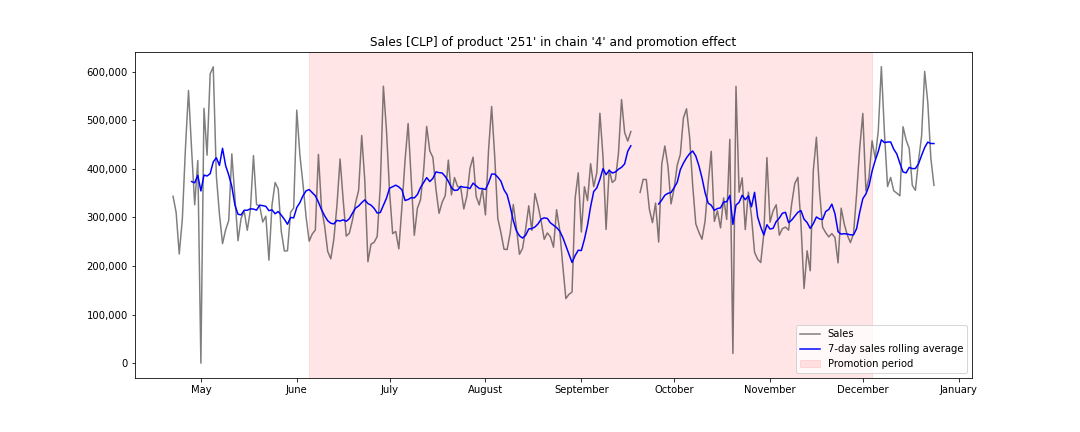 Sales [CLP] of product '251' in chain '4' and promotion effect
600,000
500,000
400,000
300,000
200,000
100,000
0
May June July August September October November December January
Sales
7-day sales rolling average
Promotion period